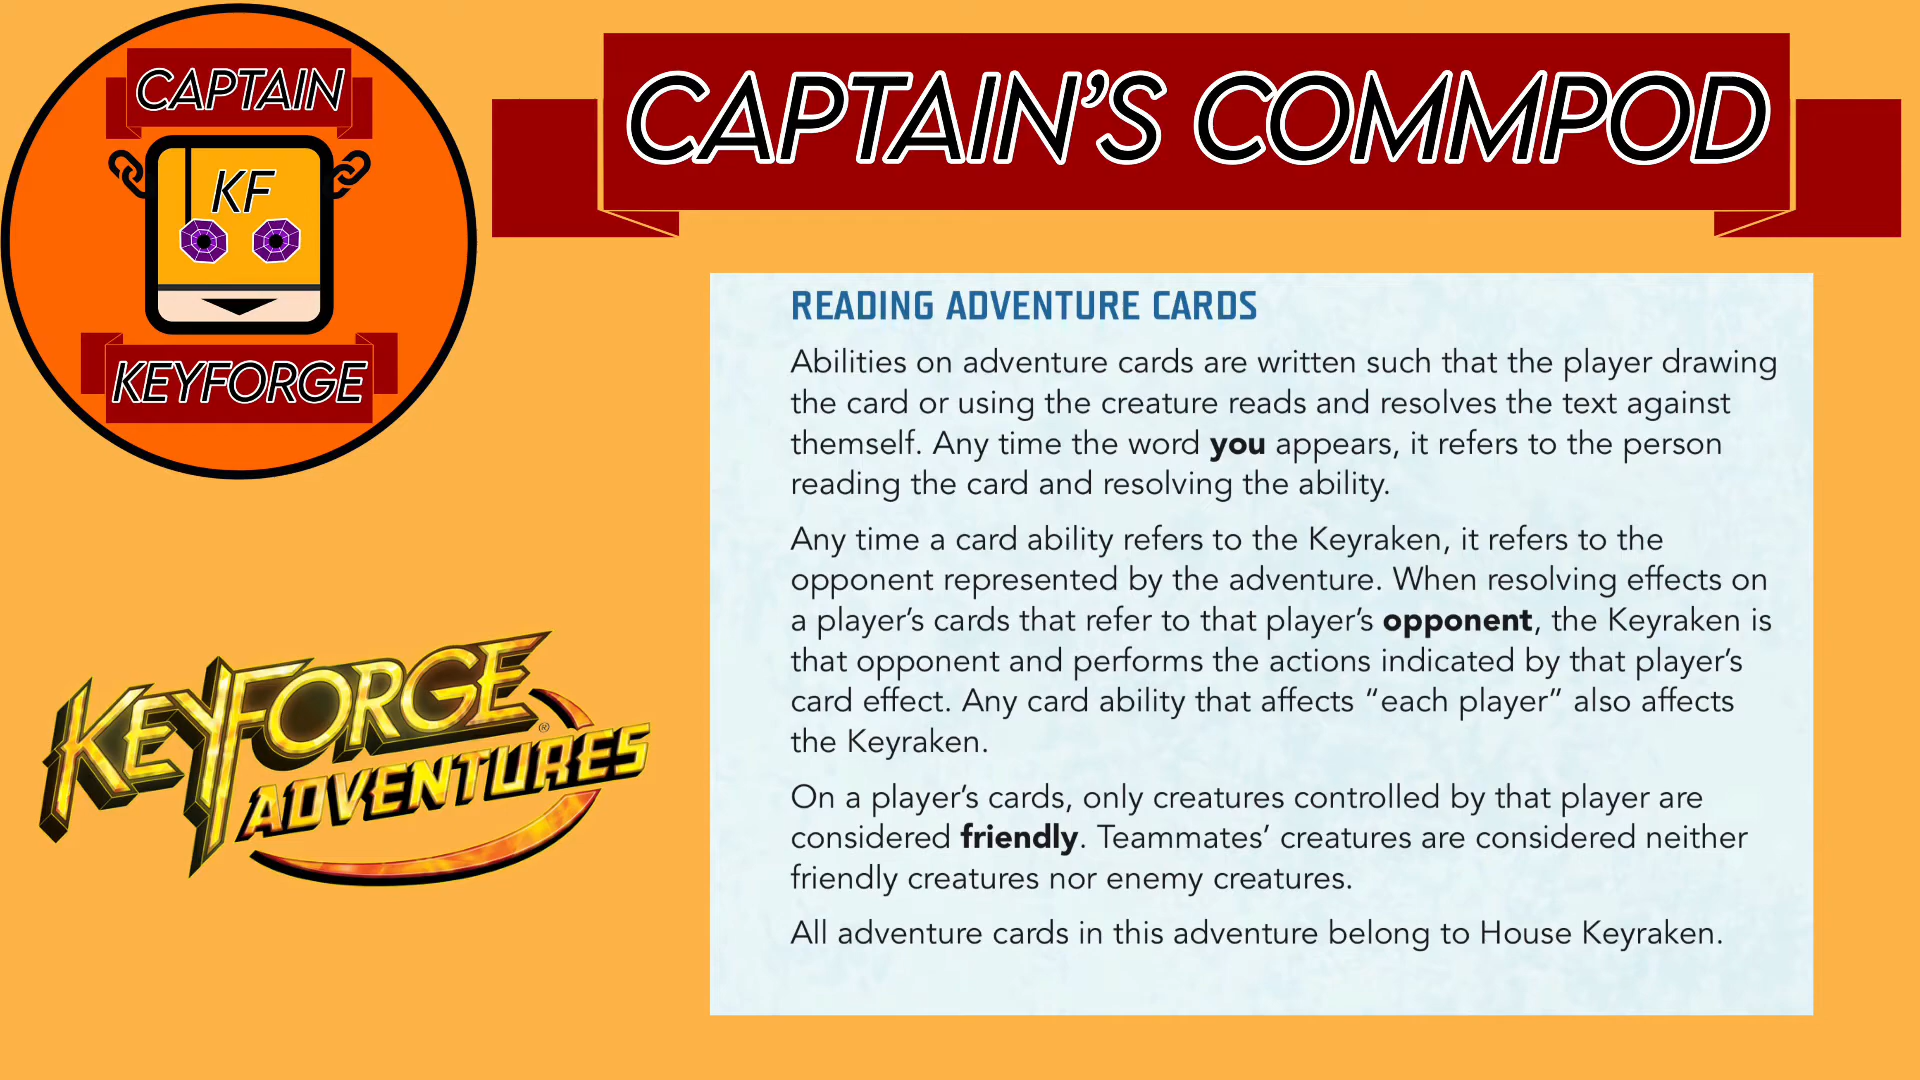 CAPTAIN
KF
KEYFORGE
CAPTAIN'S COMMPOD
READING ADVENTURE CARDS
Abilities on adventure cards are written such that the player drawing
the card or using the creature reads and resolves the text against
themself. Any time the word you appears, it refers to the person
reading the card and resolving the ability.
Any time a card ability refers to the Keyraken, it refers to the
opponent represented by the adventure. When resolving effects on
a player's cards that refer to that player's opponent, the Keyraken is
that opponent and performs the actions indicated by that player's
card effect. Any card ability that affects "each player" also affects
the Keyraken.
On a player's cards, only creatures controlled by that player are
considered friendly. Teammates' creatures are considered neither
friendly creatures nor enemy creatures.
All adventure cards in this adventure belong to House Keyraken.
KEYFORGE®
ADVENTURES